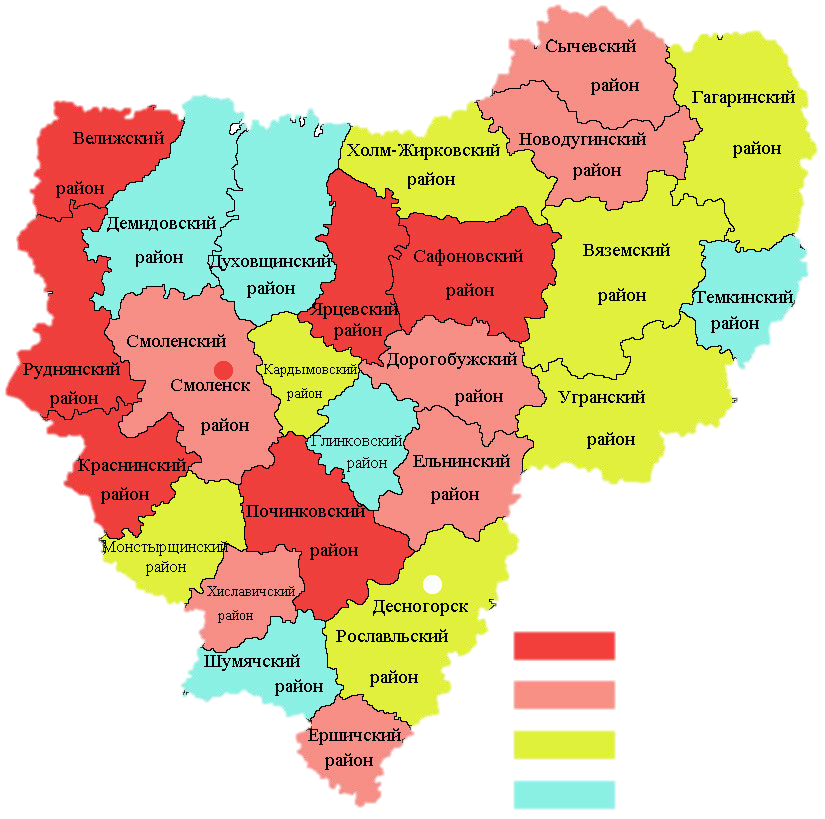 Сычевский
район
Гагаринский
район
Новодугинский
район
Велижский
район
Холм-Жирковский
район
Демидовский
район
Духовщинский
район
Вяземский
район
Сафоновский
район
Темкинский
район
Ярцевский
район
Смоленский
Смоленск
район
Дорогобужский
район
Кардымовский
район
Руднянский
район
Угранский
район
Глинковский
район
Ельнинский
район
Краснинский
район
Починковский
район
Монстырщинский
район
Хиславичский
район
Десногорск
Рославльский
район
Шумячский
район
Ершичский
район